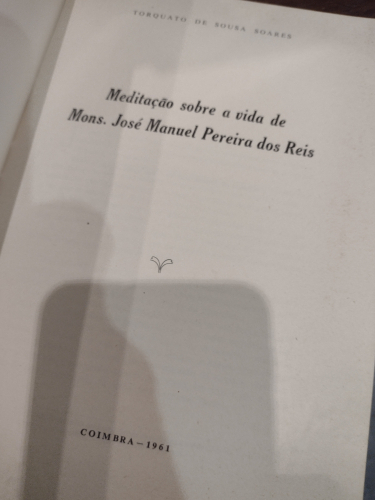 TORQUATO DE SOUSA SOARES
Meditação sobre a vida de
Mons. José Manuel Pereira dos Reis
COIMBRA — 1961